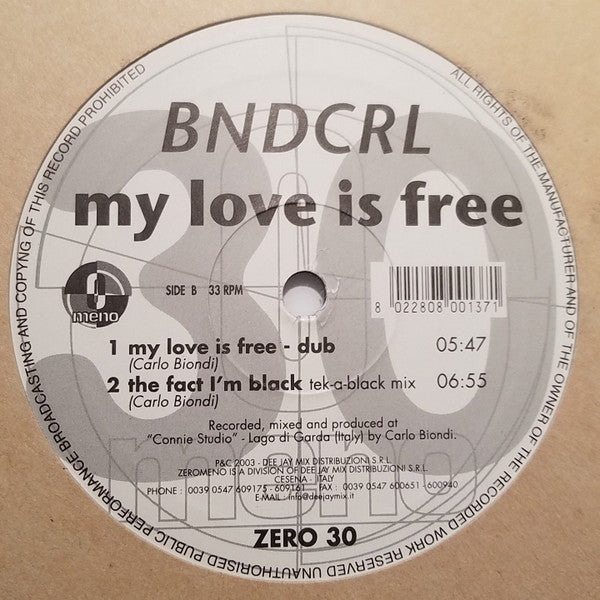 BNDCRL
my love is free
30
0
meno
SIDE B 33 RPM
8 022808 001371
1 my love is free - dub 05:47
(Carlo Biondi)
2 the fact I'm black tek-a-black mix 06:55
(Carlo Biondi)
Recorded, mixed and produced at
"Connie Studio" - Lago di Garda (Italy) by Carlo Biondi.
P&C 2003 - DEE JAY MIX DISTRIBUZIONI S.R.L.
ZEROMENO IS A DIVISION OF DEE JAY MIX DISTRIBUZIONI S.R.L.
CESENA - ITALY
PHONE : 0039 0547 609175 - 609161 FAX : 0039 0547 600651 - 600940
E-MAIL : info@deejaymix.it
meno
ZERO 30
ALL RIGHTS OF THE MANUFACTURER AND OF THE OWNER OF THE RECORDED WORK RESERVED UNAUTHORISED PUBLIC PERFORMANCE BROADCASTING AND COPYNG OF THIS RECORD PROHIBITED